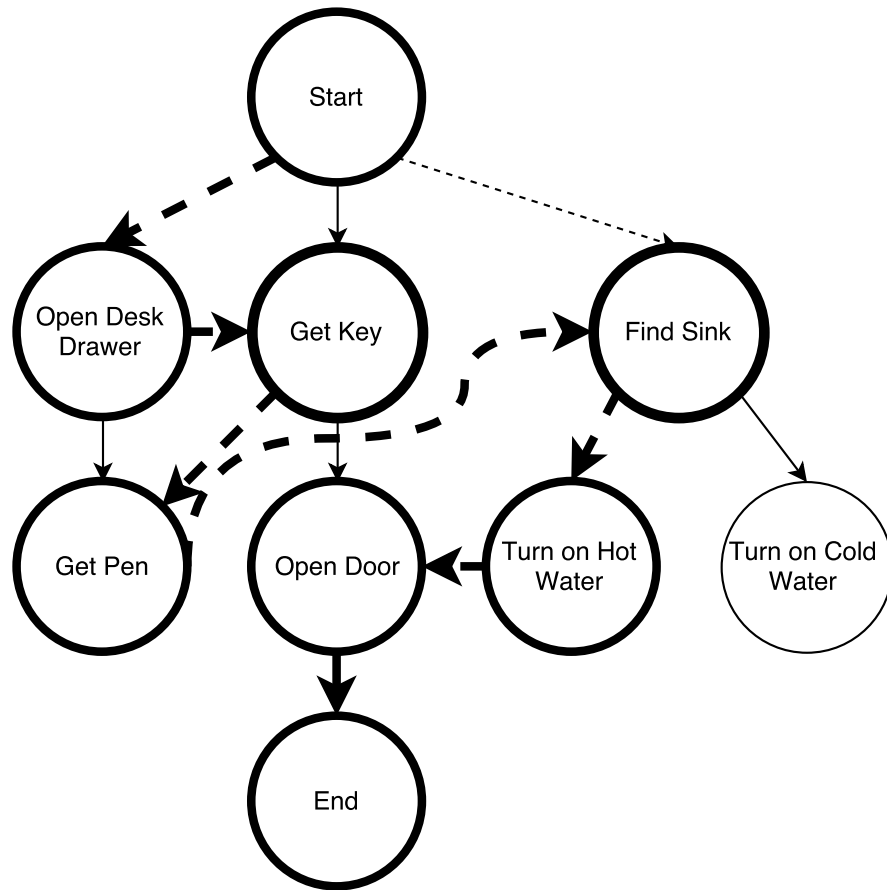 Start
Open Desk
Drawer
Get Key
Find Sink
Get Pen
Open Door
Turn on Hot
Water
Turn on Cold
Water
End